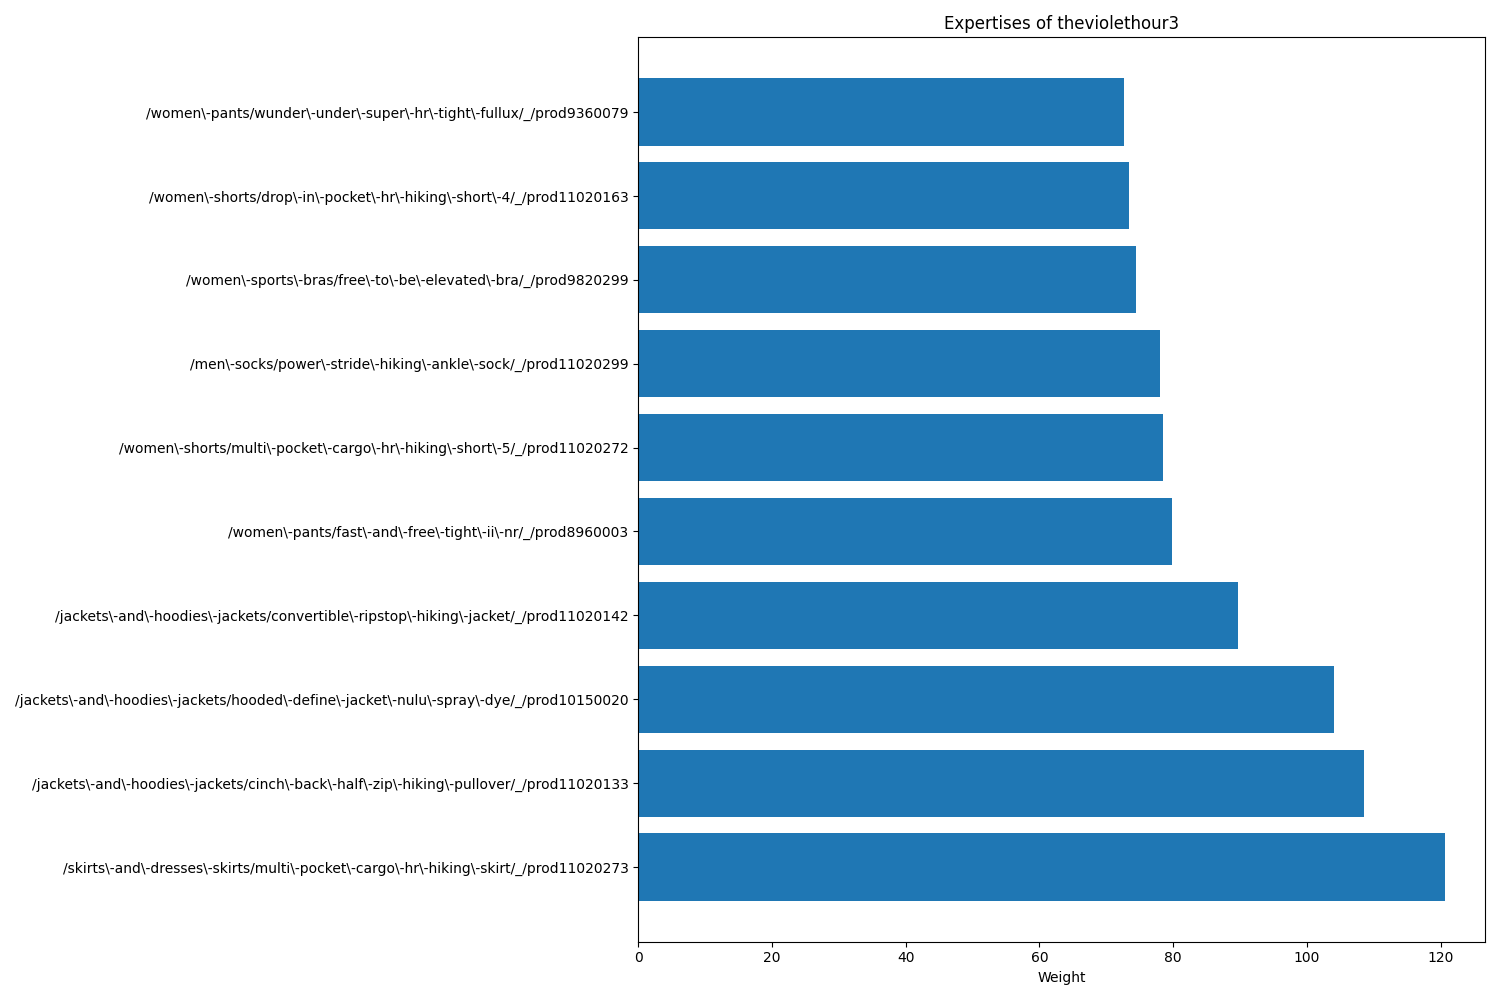 Expertises of theviolethour3
/women\-pants/wunder\-under\-super\-hr\-tight\-fullux/_/prod9360079
/women\-shorts/drop\-in\-pocket\-hr\-hiking\-short\-4/_/prod11020163
/women\-sports\-bras/free\-to\-be\-elevated\-bra/_/prod9820299
/men\-socks/power\-stride\-hiking\-ankle\-sock/_/prod11020299
/women\-shorts/multi\-pocket\-cargo\-hr\-hiking\-short\-5/_/prod11020272
/women\-pants/fast\-and\-free\-tight\-ii\-nr/_/prod8960003
/jackets\-and\-hoodies\-jackets/convertible\-ripstop\-hiking\-jacket/_/prod11020142
/jackets\-and\-hoodies\-jackets/hooded\-define\-jacket\-nulu\-spray\-dye/_/prod10150020
/jackets\-and\-hoodies\-jackets/cinch\-back\-half\-zip\-hiking\-pullover/_/prod11020133
/skirts\-and\-dresses\-skirts/multi\-pocket\-cargo\-hr\-hiking\-skirt/_/prod11020273
0 20 40 60 80 100 120
Weight